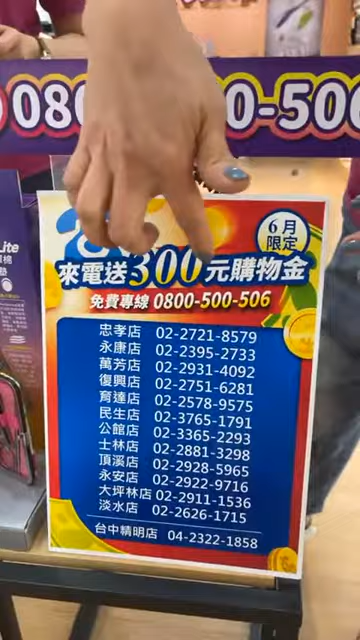 080
0-506
Lite
6月
限定
來電送300元購物金
免費專線 0800-500-506
忠孝店 02-2721-8579
永康店 02-2395-2733
萬芳店 02-2931-4092
復興店 02-2751-6281
育達店 02-2578-9575
民生店 02-3765-1791
公館店 02-3365-2293
士林店 02-2881-3298
頂溪店 02-2928-5965
永安店 02-2922-9716
大坪林店 02-2911-1536
淡水店 02-2626-1715
台中精明店 04-2322-1858